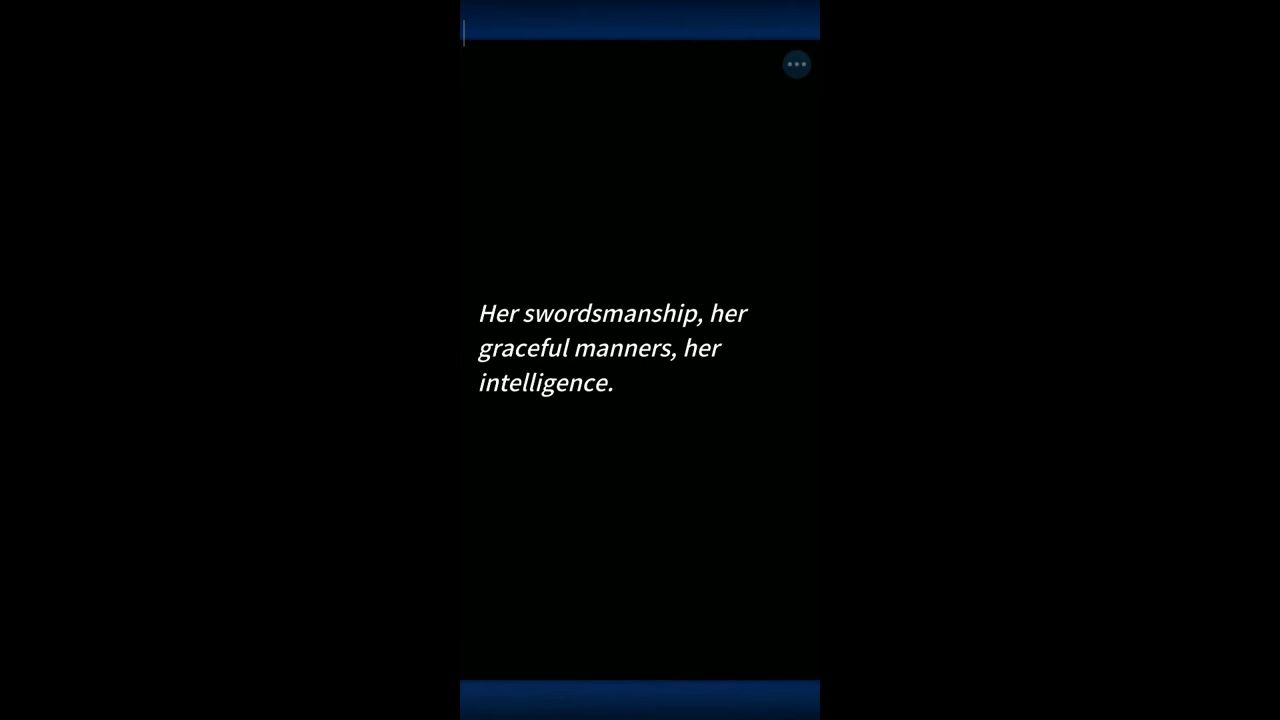 Her swordsmanship, her
graceful manners, her
intelligence.